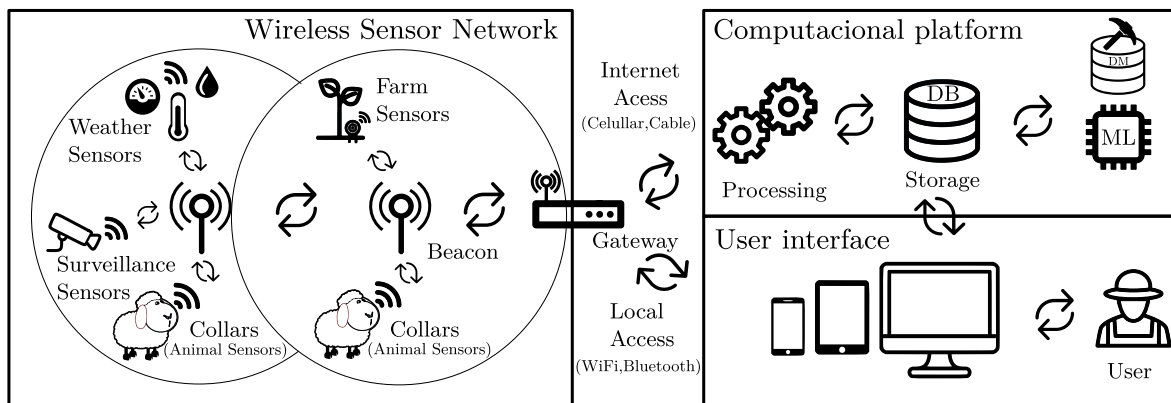 Wireless Sensor Network
Weather
Sensors
Farm
Sensors
Surveillance
Sensors
Beacon
Collars
(Animal Sensors)
Collars
(Animal Sensors)
Internet
Acess
(Celullar,Cable)
Gateway
Local
Access
(WiFi,Bluetooth)
Computacional platform
Processing
DB
Storage
DM
ML
User interface
User